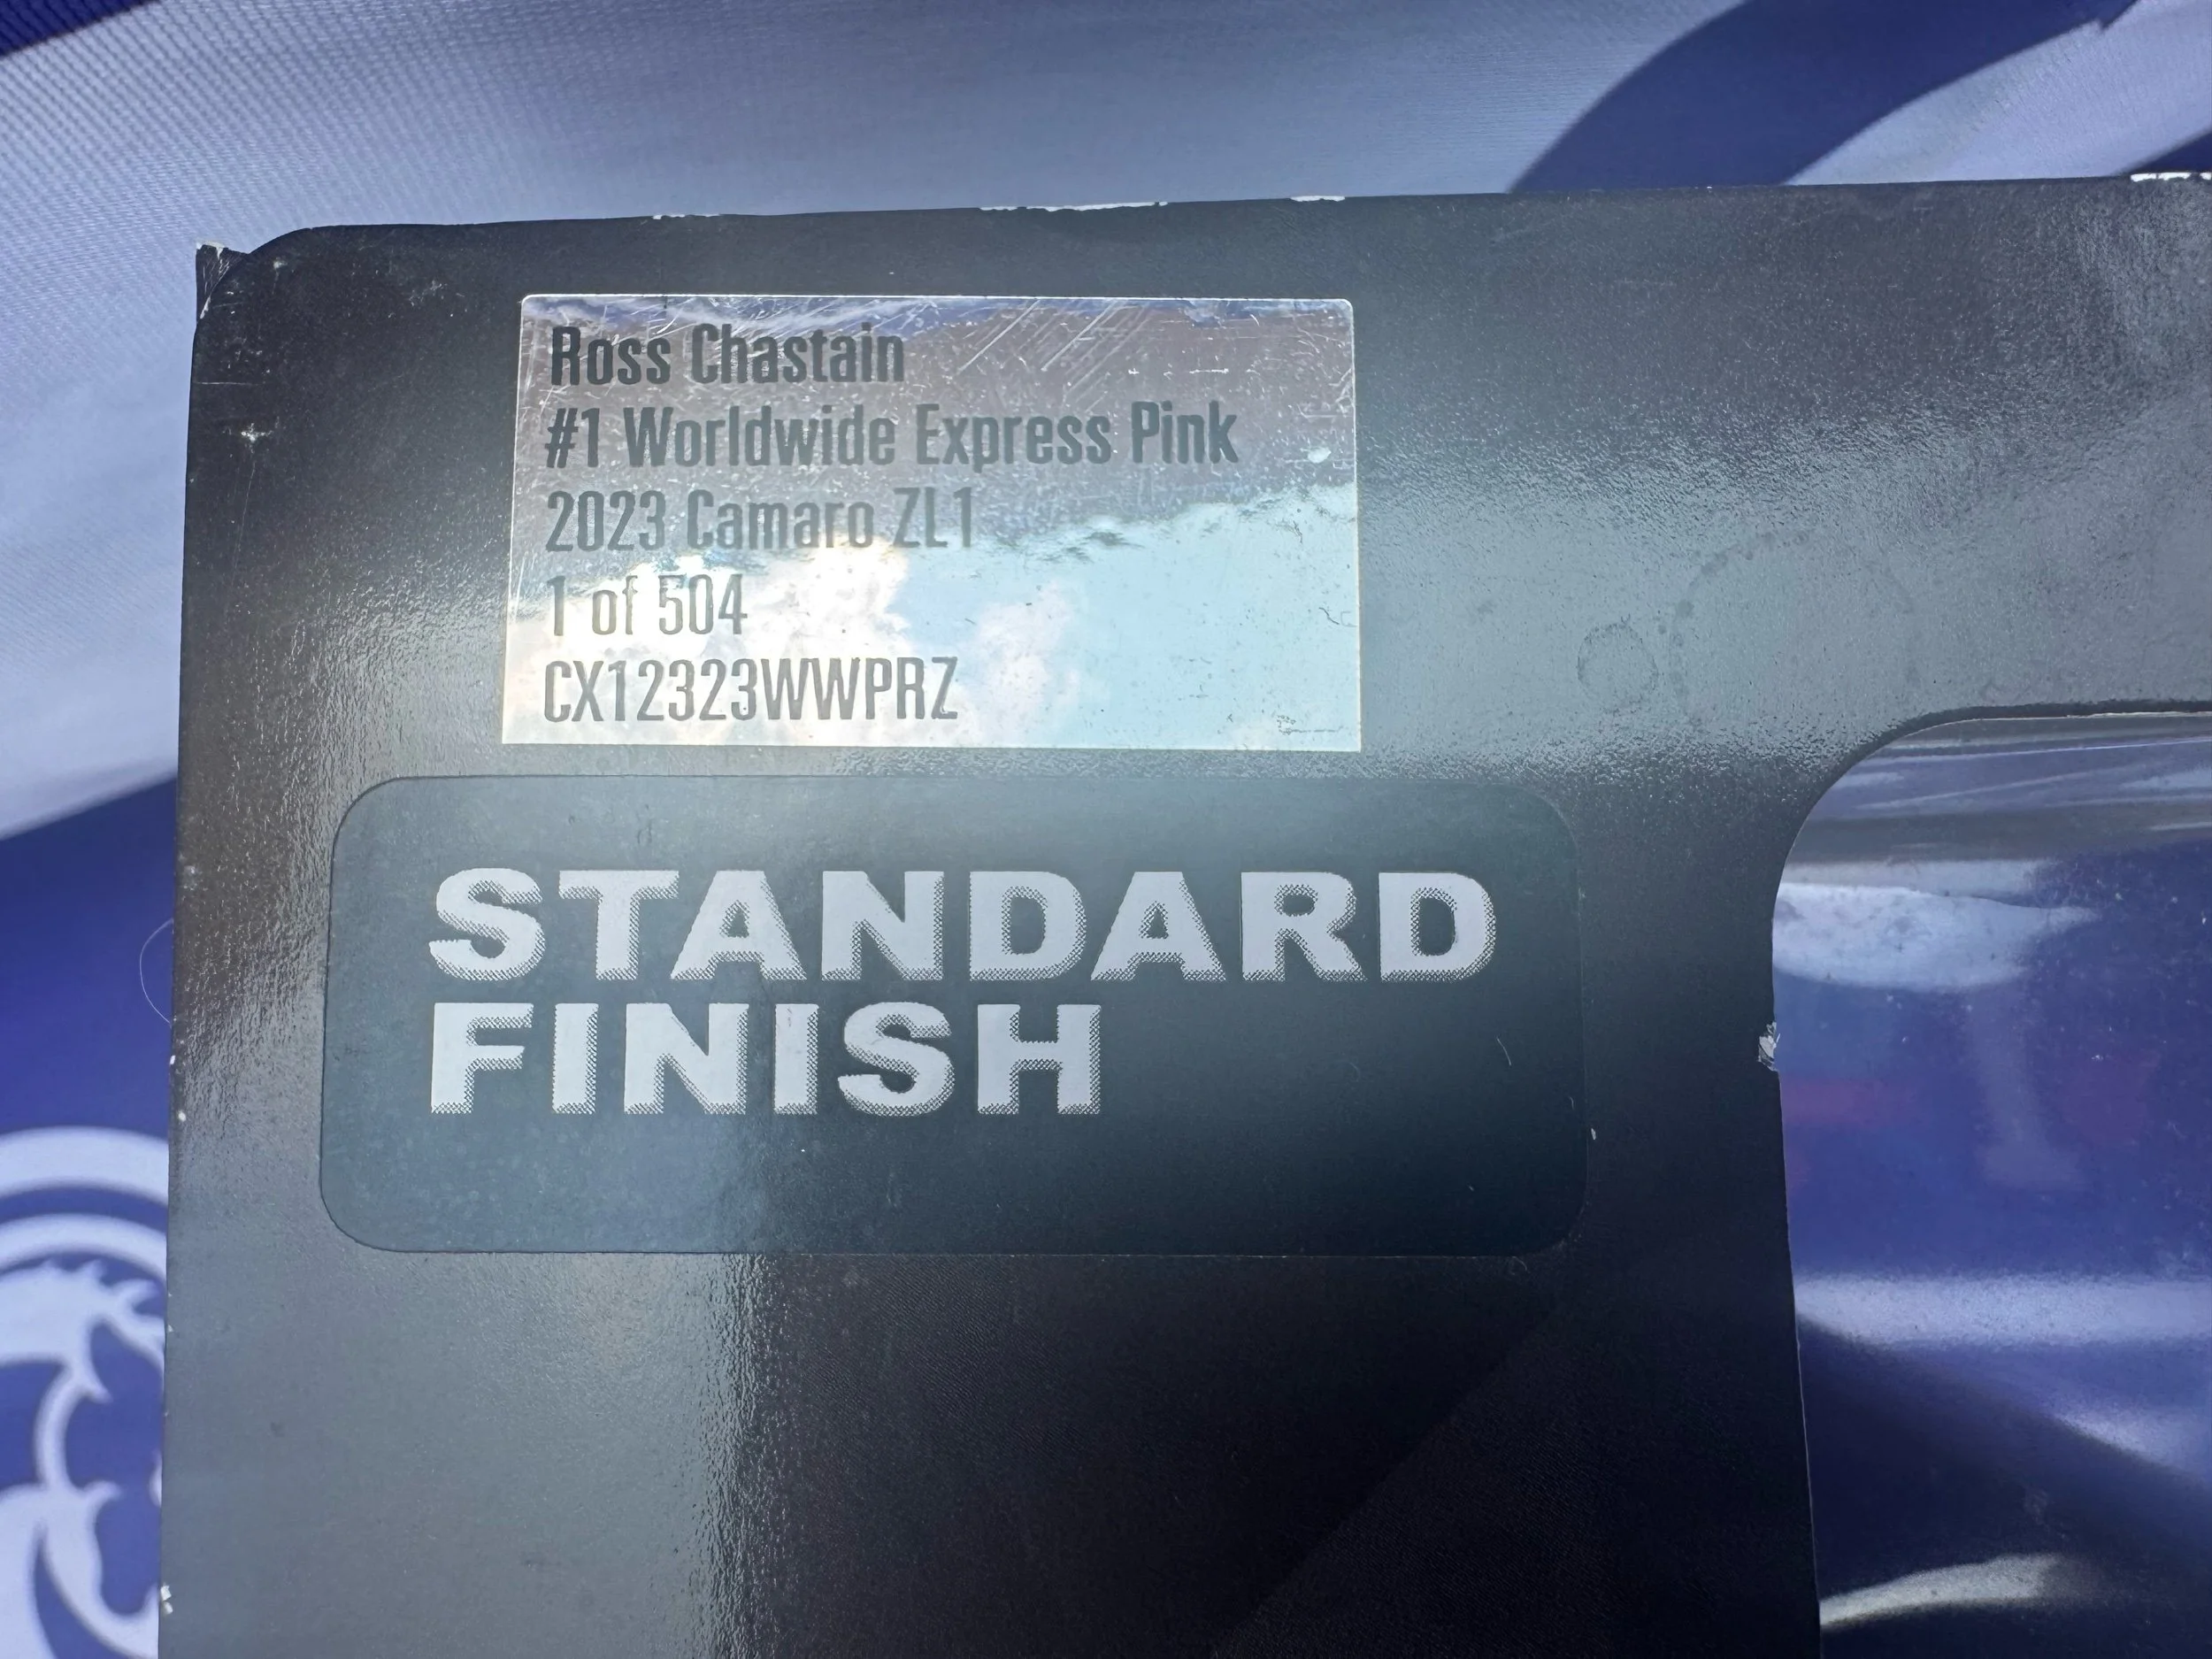 Ross Chastain
#1 Worldwide Express Pink
2023 Camaro ZL1
1 of 504
CX12323WWPRZ
STANDARD
FINISH